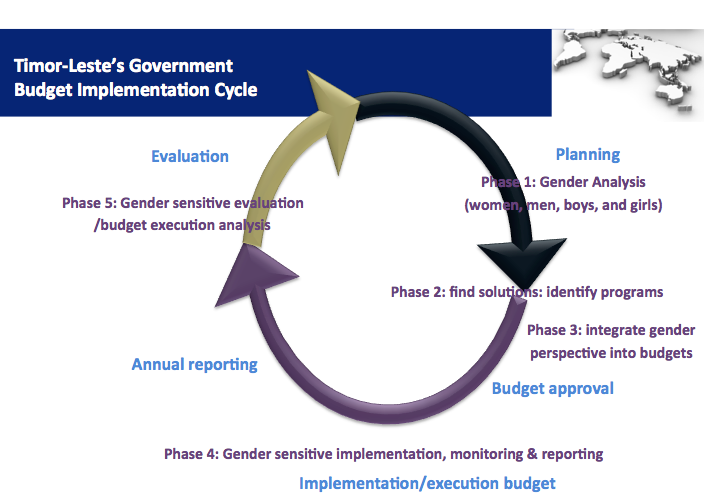 Timor-Leste's Government
Budget Implementation Cycle
Evaluation
Planning
Phase 1: Gender Analysis
(women, men, boys, and girls)
Phase 5: Gender sensitive evaluation
/budget execution analysis
Phase 2: find solutions: identify programs
Phase 3: integrate gender
perspective into budgets
Annual reporting
Budget approval
Phase 4: Gender sensitive implementation, monitoring & reporting
Implementation/execution budget